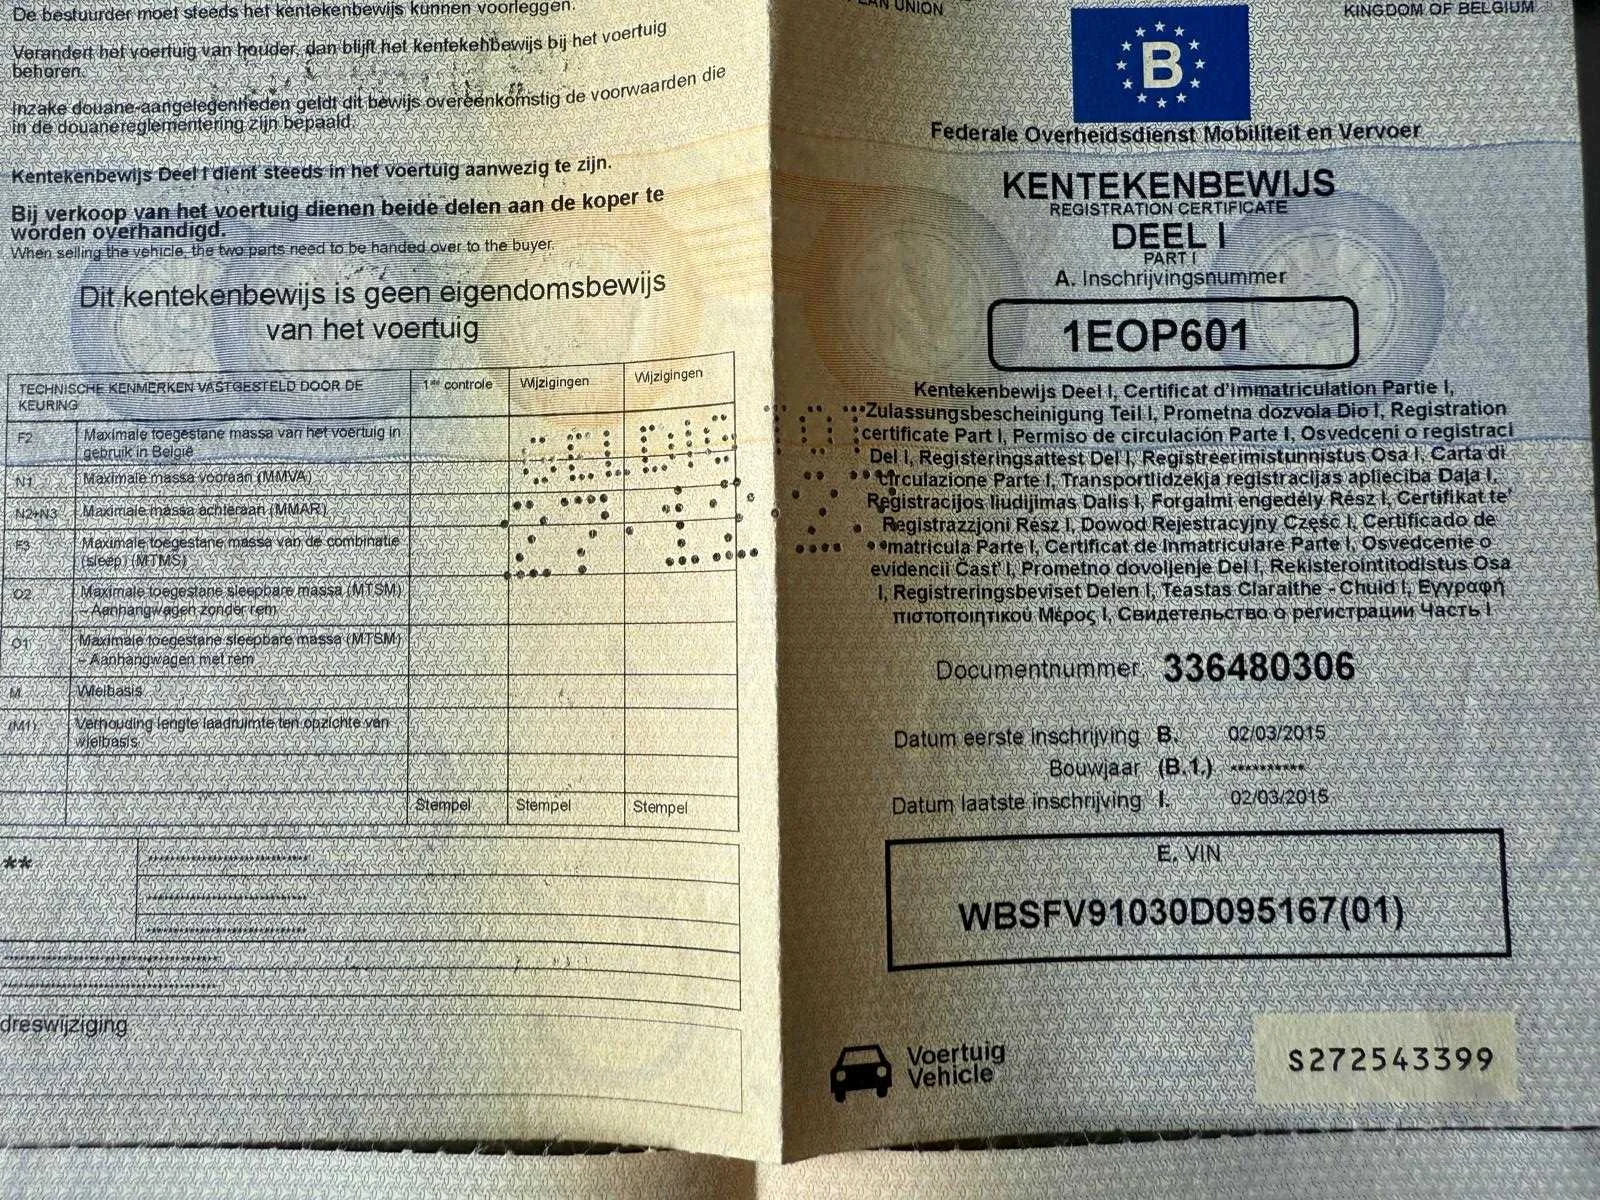 De bestuurder moet steeds het kentekenbewijs kunnen voorleggen.
Verandert het voertuig van houder, dan blijft het kentekenbewijs bij het voertuig
behoren.
Inzake douane-aangelegenheden geldt dit bewijs overeenkomstig de voorwaarden die
in de douanereglementering zijn bepaald.
Kentekenbewijs Deel I dient steeds in het voertuig aanwezig te zijn.
Bij verkoop van het voertuig dienen beide delen aan de koper te
worden overhandigd.
When selling the vehicle, the two parts need to be handed over to the buyer.
Dit kentekenbewijs is geen eigendomsbewijs
van het voertuig
TECHNISCHE KENMERKEN VASTGESTELD DOOR DE
KEURING
1ste controle
Wijzigingen
Wijzigingen
F2 Maximale toegestane massa van het voertuig in
gebruik in België
N1 Maximale massa vooraan (MMVA)
N2+N3 Maximale massa achteraan (MMAR)
F3 Maximale toegestane massa van de combinatie
(sleep) (MTMS)
O2 Maximale toegestane sleepbare massa (MTSM)
– Aanhangwagen zonder rem
O1 Maximale toegestane sleepbare massa (MTSM)
– Aanhangwagen met rem
M Wielbasis
(M1) Verhouding lengte laadruimte ten opzichte van
wielbasis
Stempel Stempel Stempel
**
dreswijziging
UNION
KINGDOM OF BELGIUM
B
Federale Overheidsdienst Mobiliteit en Vervoer
KENTEKENBEWIJS
REGISTRATION CERTIFICATE
DEEL I
PART I
A. Inschrijvingsnummer
1EOP601
Kentekenbewijs Deel I, Certificat d'Immatriculation Partie I,
Zulassungsbescheinigung Teil I, Prometna dozvola Dio I, Registration
certificate Part I, Permiso de circulación Parte I, Osvedceni o registraci
Del I, Registeringsattest Del I, Registreerimistunnistus Osa I, Carta di
circulazione Parte I, Transportlidzekja registracijas aplieciba Daja I,
Registracijos liudijimas Dalis I, Forgalmi engedély Rész I, Certifikat te'
Registrazzjoni Rész I, Dowod Rejestracyjny Część I, Certificado de
matricula Parte I, Certificat de Inmatriculare Parte I, Osvedcenie o
evidencii Čast' I, Prometno dovoljenje Del I, Rekisterointitodistus Osa
I, Registreringsbeviset Delen I, Teastas Claraithe - Chuid I, Εγγραφή
πιστοποιητικού Μέρος I, Свидетельство о регистрации Часть I
Documentnummer 336480306
Datum eerste inschrijving B. 02/03/2015
Bouwjaar (B.1.) **********
Datum laatste inschrijving I. 02/03/2015
E. VIN
WBSFV91030D095167(01)
Voertuig
Vehicle
S272543399